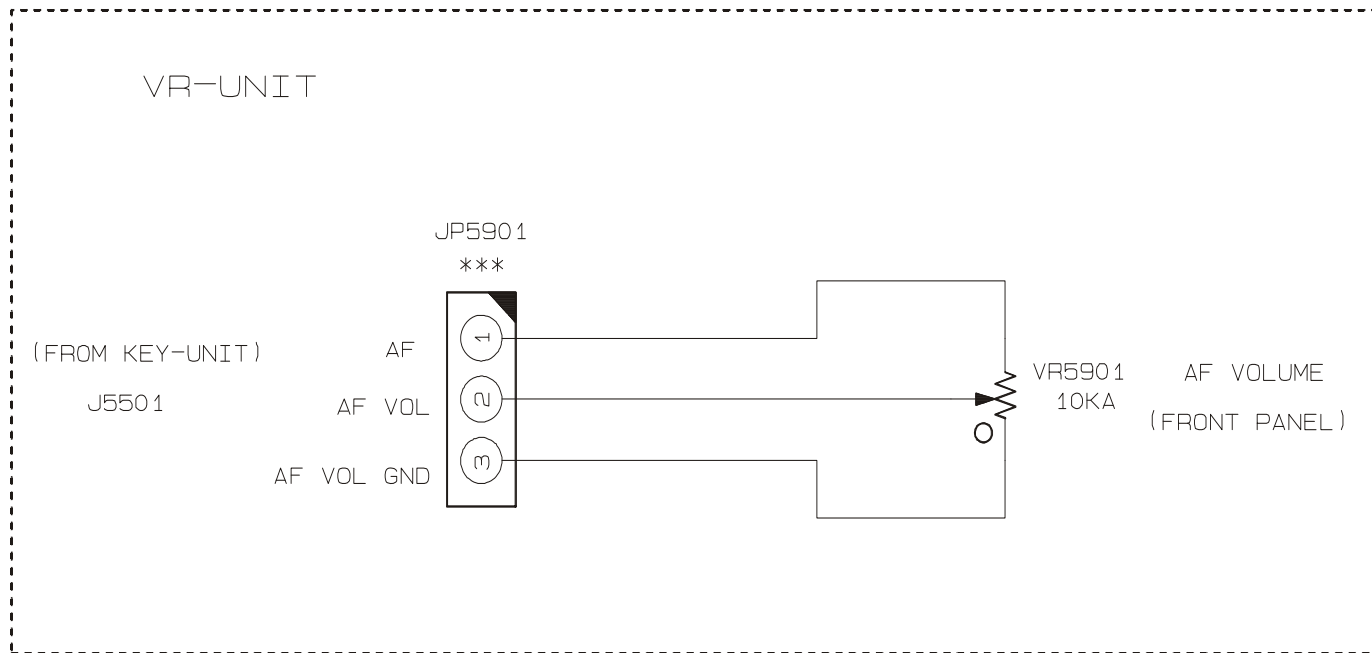 VR-UNIT
JP5901
***
1
AF
(FROM KEY-UNIT)
J5501
2
AF VOL
3
AF VOL GND
VR5901
10KA
AF VOLUME
(FRONT PANEL)